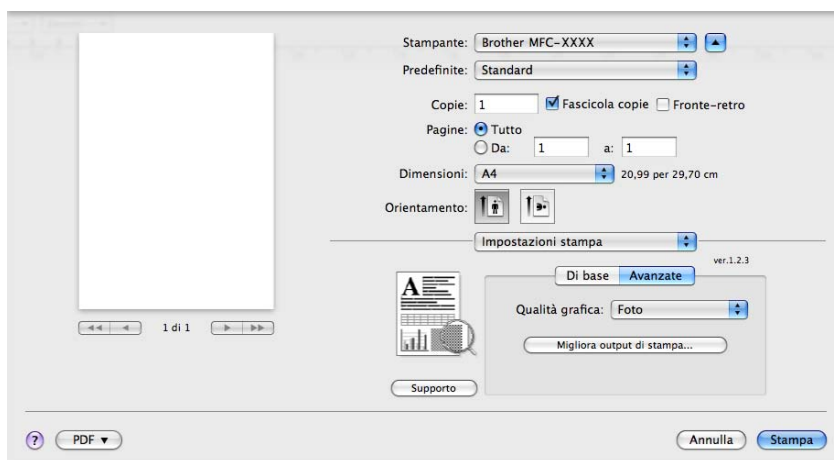 Stampante: Brother MFC-XXXX
Predefinite: Standard
Copie: 1 Fascicola copie Fronte-retro
Pagine: Tutto
Da: 1 a: 1
Dimensioni: A4 20,99 per 29,70 cm
Orientamento:
Impostazioni stampa
ver.1.2.3
Di base Avanzate
A
Qualità grafica: Foto
Migliora output di stampa...
1 di 1
Supporto
? PDF Annulla Stampa